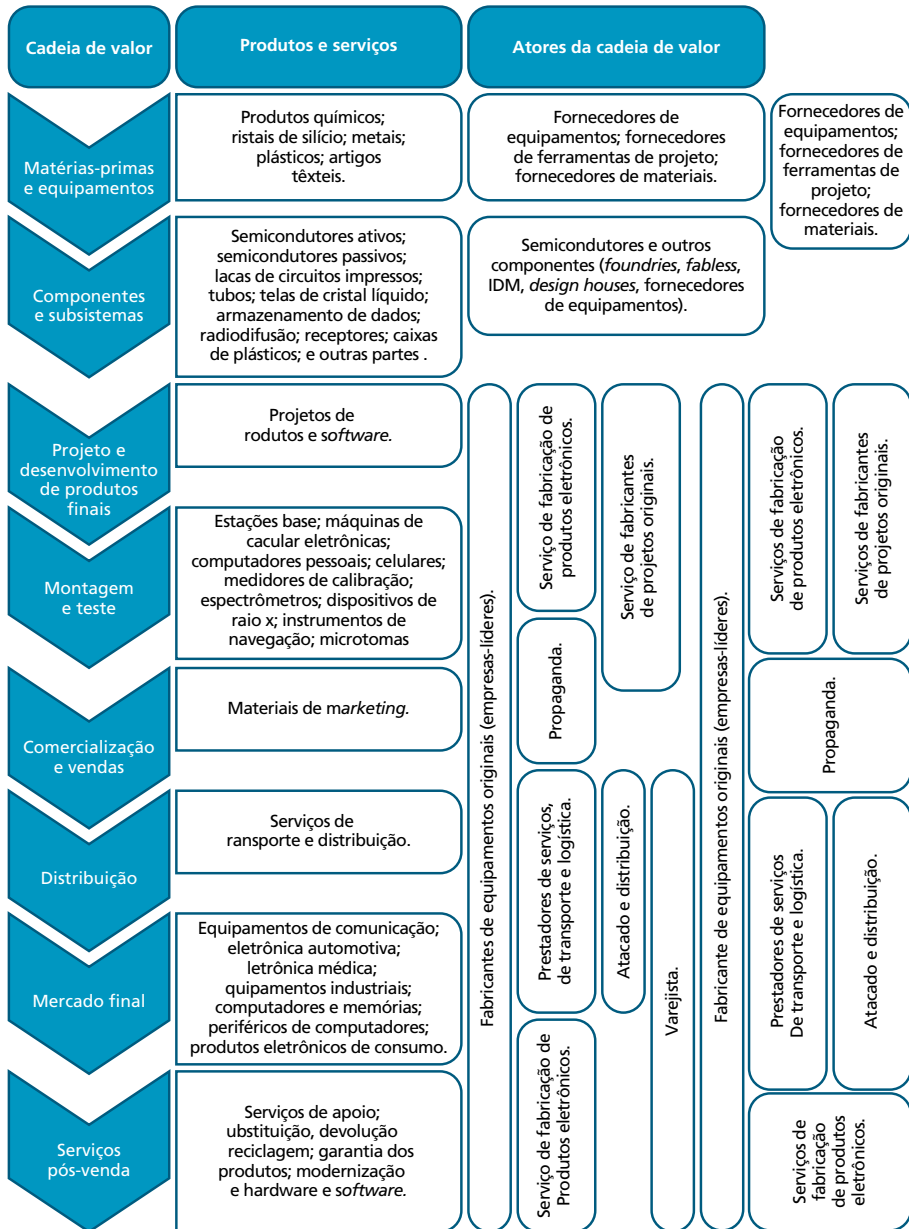 Cadeia de valor
Produtos e serviços
Atores da cadeia de valor
Matérias-primas
e equipamentos
Produtos químicos;
ristais de silício; metais;
plásticos; artigos
têxteis.
Fornecedores de
equipamentos; fornecedores
de ferramentas de projeto;
fornecedores de materiais.
Fornecedores de
equipamentos;
fornecedores de
ferramentas de
projeto;
fornecedores de
materiais.
Componentes
e subsistemas
Semicondutores ativos;
semicondutores passivos;
lacas de circuitos impressos;
tubos; telas de cristal líquido;
armazenamento de dados;
radiodifusão; receptores; caixas
de plásticos; e outras partes .
Semicondutores e outros
componentes (foundries, fabless,
IDM, design houses, fornecedores
de equipamentos).
Projeto e
desenvolvimento
de produtos
finais
Projetos de
rodutos e software.
Montagem
e teste
Estações base; máquinas de
cacular eletrônicas;
computadores pessoais; celulares;
medidores de calibração;
espectrômetros; dispositivos de
raio x; instrumentos de
navegação; microtomas
Comercialização
e vendas
Materiais de marketing.
Distribuição
Serviços de
ransporte e distribuição.
Mercado final
Equipamentos de comunicação;
eletrônica automotiva;
letrônica médica;
quipamentos industriais;
computadores e memórias;
periféricos de computadores;
produtos eletrônicos de consumo.
Serviços
pós-venda
Serviços de apoio;
ubstituição, devolução
reciclagem; garantia dos
produtos; modernização
e hardware e software.
Fabricantes de equipamentos originais (empresas-líderes).
Serviço de fabricação de
produtos eletrônicos.
Serviço de fabricantes
de projetos originais.
Propaganda.
Prestadores de serviços,
de transporte e logística.
Atacado e distribuição.
Varejista.
Serviço de fabricação de
Produtos eletrônicos.
Fabricante de equipamentos originais (empresas-líderes).
Serviços de fabricação
de produtos eletrônicos.
Serviços de fabricantes
de projetos originais.
Propaganda.
Prestadores de serviços
De transporte e logística.
Atacado e distribuição.
Serviços de
fabricação
de produtos
eletrônicos.